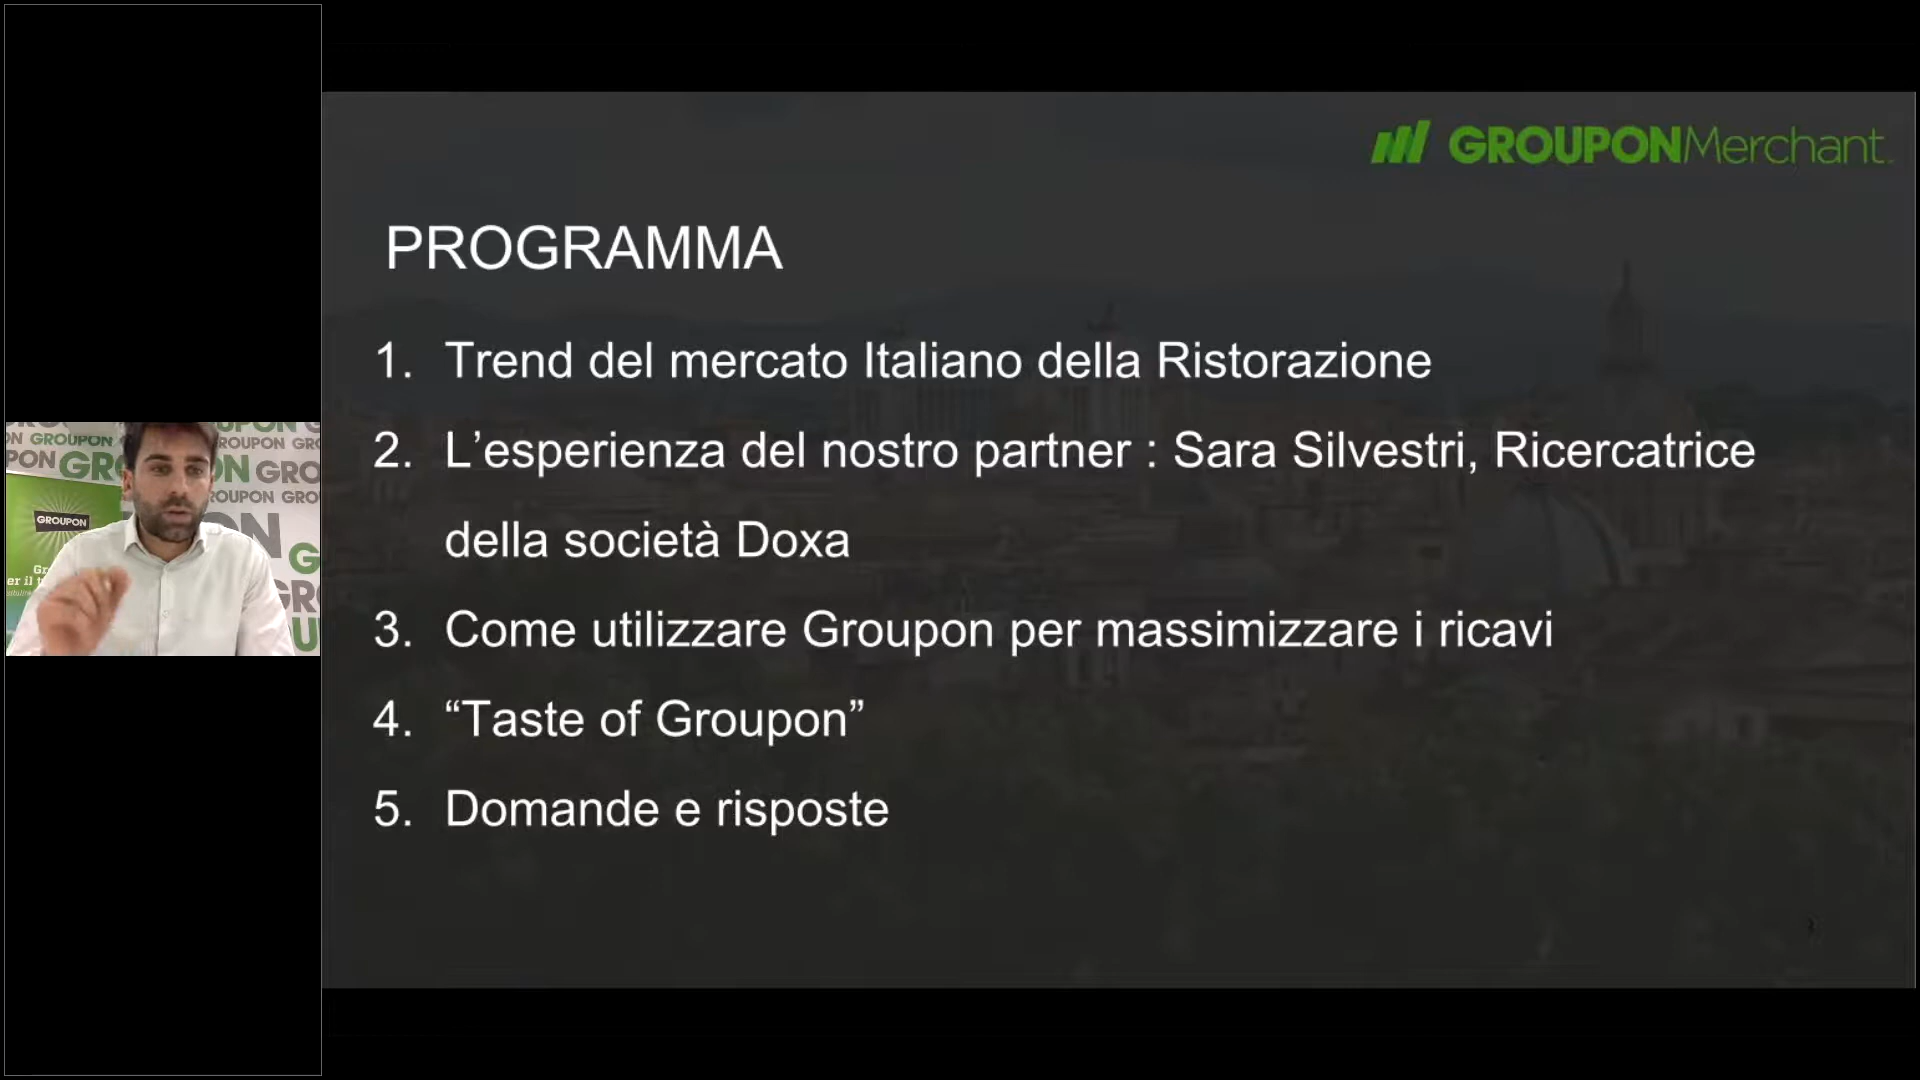 GROUPONMerchant
PROGRAMMA
1. Trend del mercato Italiano della Ristorazione
2. L’esperienza del nostro partner : Sara Silvestri, Ricercatrice
della società Doxa
3. Come utilizzare Groupon per massimizzare i ricavi
4. “Taste of Groupon”
5. Domande e risposte
GROUPON
GROUPON